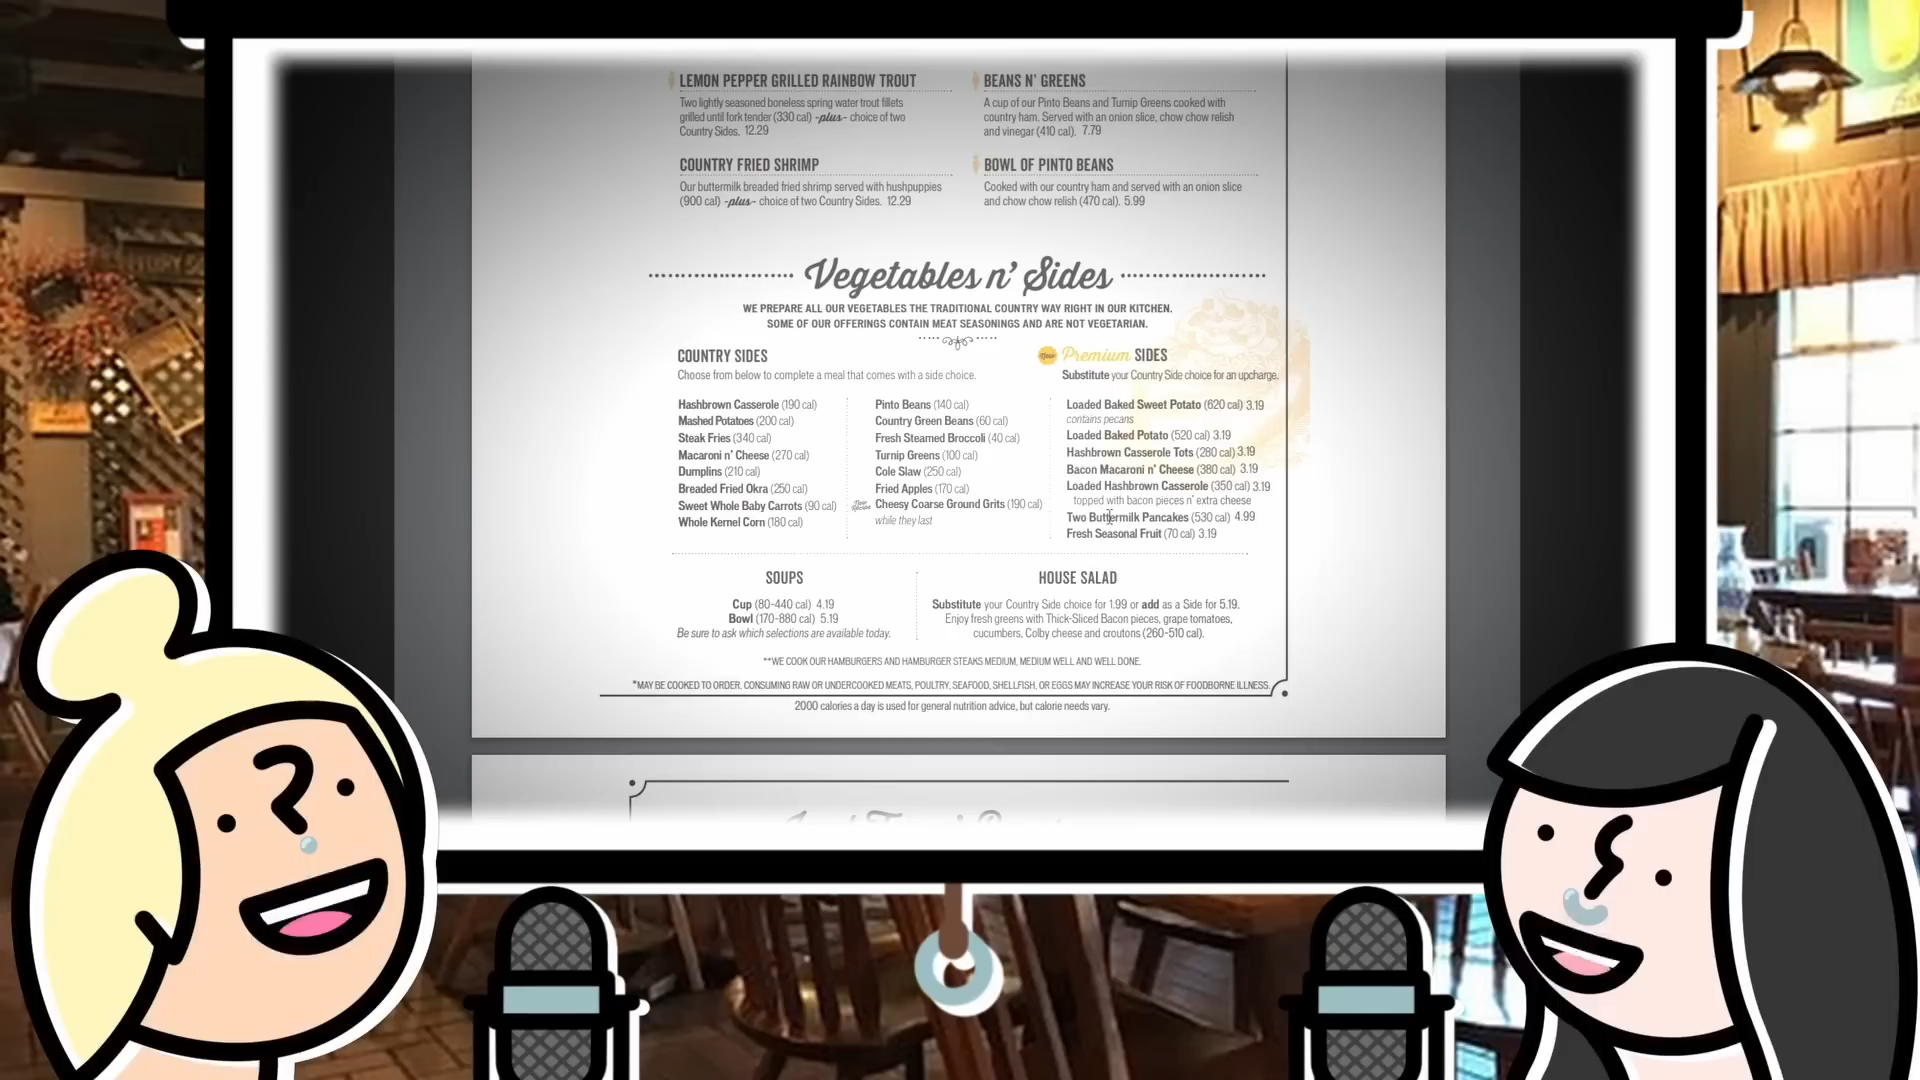 LEMON PEPPER GRILLED RAINBOW TROUT
Two lightly seasoned boneless spring water trout fillets
grilled until fork tender (330 cal) -plus- choice of two
Country Sides. 12.29
COUNTRY FRIED SHRIMP
Our buttermilk breaded fried shrimp served with hushpuppies
(900 cal) -plus- choice of two Country Sides. 12.29
BEANS N' GREENS
A cup of our Pinto Beans and Turnip Greens cooked with
country ham. Served with an onion slice, chow chow relish
and vinegar (410 cal). 7.79
BOWL OF PINTO BEANS
Cooked with our country ham and served with an onion slice
and chow chow relish (470 cal). 5.99
Vegetables n' Sides
WE PREPARE ALL OUR VEGETABLES THE TRADITIONAL COUNTRY WAY RIGHT IN OUR KITCHEN.
SOME OF OUR OFFERINGS CONTAIN MEAT SEASONINGS AND ARE NOT VEGETARIAN.
COUNTRY SIDES
Choose from below to complete a meal that comes with a side choice.
Hashbrown Casserole (190 cal)
Mashed Potatoes (200 cal)
Steak Fries (340 cal)
Macaroni n' Cheese (270 cal)
Dumplins (210 cal)
Breaded Fried Okra (250 cal)
Sweet Whole Baby Carrots (90 cal)
Whole Kernel Corn (180 cal)
Pinto Beans (140 cal)
Country Green Beans (60 cal)
Fresh Steamed Broccoli (40 cal)
Turnip Greens (100 cal)
Cole Slaw (250 cal)
Fried Apples (170 cal)
Cheesy Coarse Ground Grits (190 cal)
while they last
New
Premium SIDES
Substitute your Country Side choice for an upcharge.
Loaded Baked Sweet Potato (620 cal) 3.19
contains pecans
Loaded Baked Potato (520 cal) 3.19
Hashbrown Casserole Tots (280 cal) 3.19
Bacon Macaroni n' Cheese (380 cal) 3.19
Loaded Hashbrown Casserole (350 cal) 3.19
topped with bacon pieces n' extra cheese
Two Buttermilk Pancakes (530 cal) 4.99
Fresh Seasonal Fruit (70 cal) 3.19
SOUPS
Cup (80-440 cal) 4.19
Bowl (170-880 cal) 5.19
Be sure to ask which selections are available today.
HOUSE SALAD
Substitute your Country Side choice for 1.99 or add as a Side for 5.19.
Enjoy fresh greens with Thick-Sliced Bacon pieces, grape tomatoes,
cucumbers, Colby cheese and croutons (260-510 cal).
**WE COOK OUR HAMBURGERS AND HAMBURGER STEAKS MEDIUM, MEDIUM WELL AND WELL DONE.
*MAY BE COOKED TO ORDER. CONSUMING RAW OR UNDERCOOKED MEATS, POULTRY, SEAFOOD, SHELLFISH, OR EGGS MAY INCREASE YOUR RISK OF FOODBORNE ILLNESS.
2000 calories a day is used for general nutrition advice, but calorie needs vary.